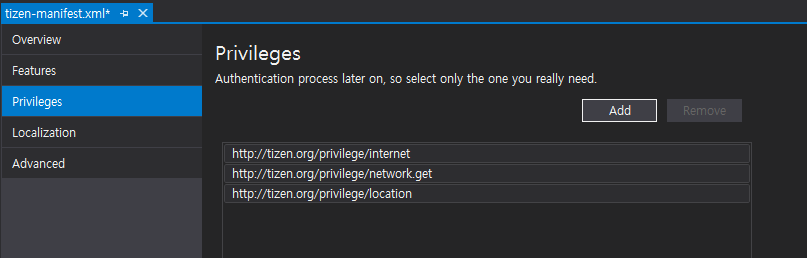 tizen-manifest.xml*
Overview
Features
Privileges
Localization
Advanced
Privileges
Authentication process later on, so select only the one you really need.
Add Remove
http://tizen.org/privilege/internet
http://tizen.org/privilege/network.get
http://tizen.org/privilege/location